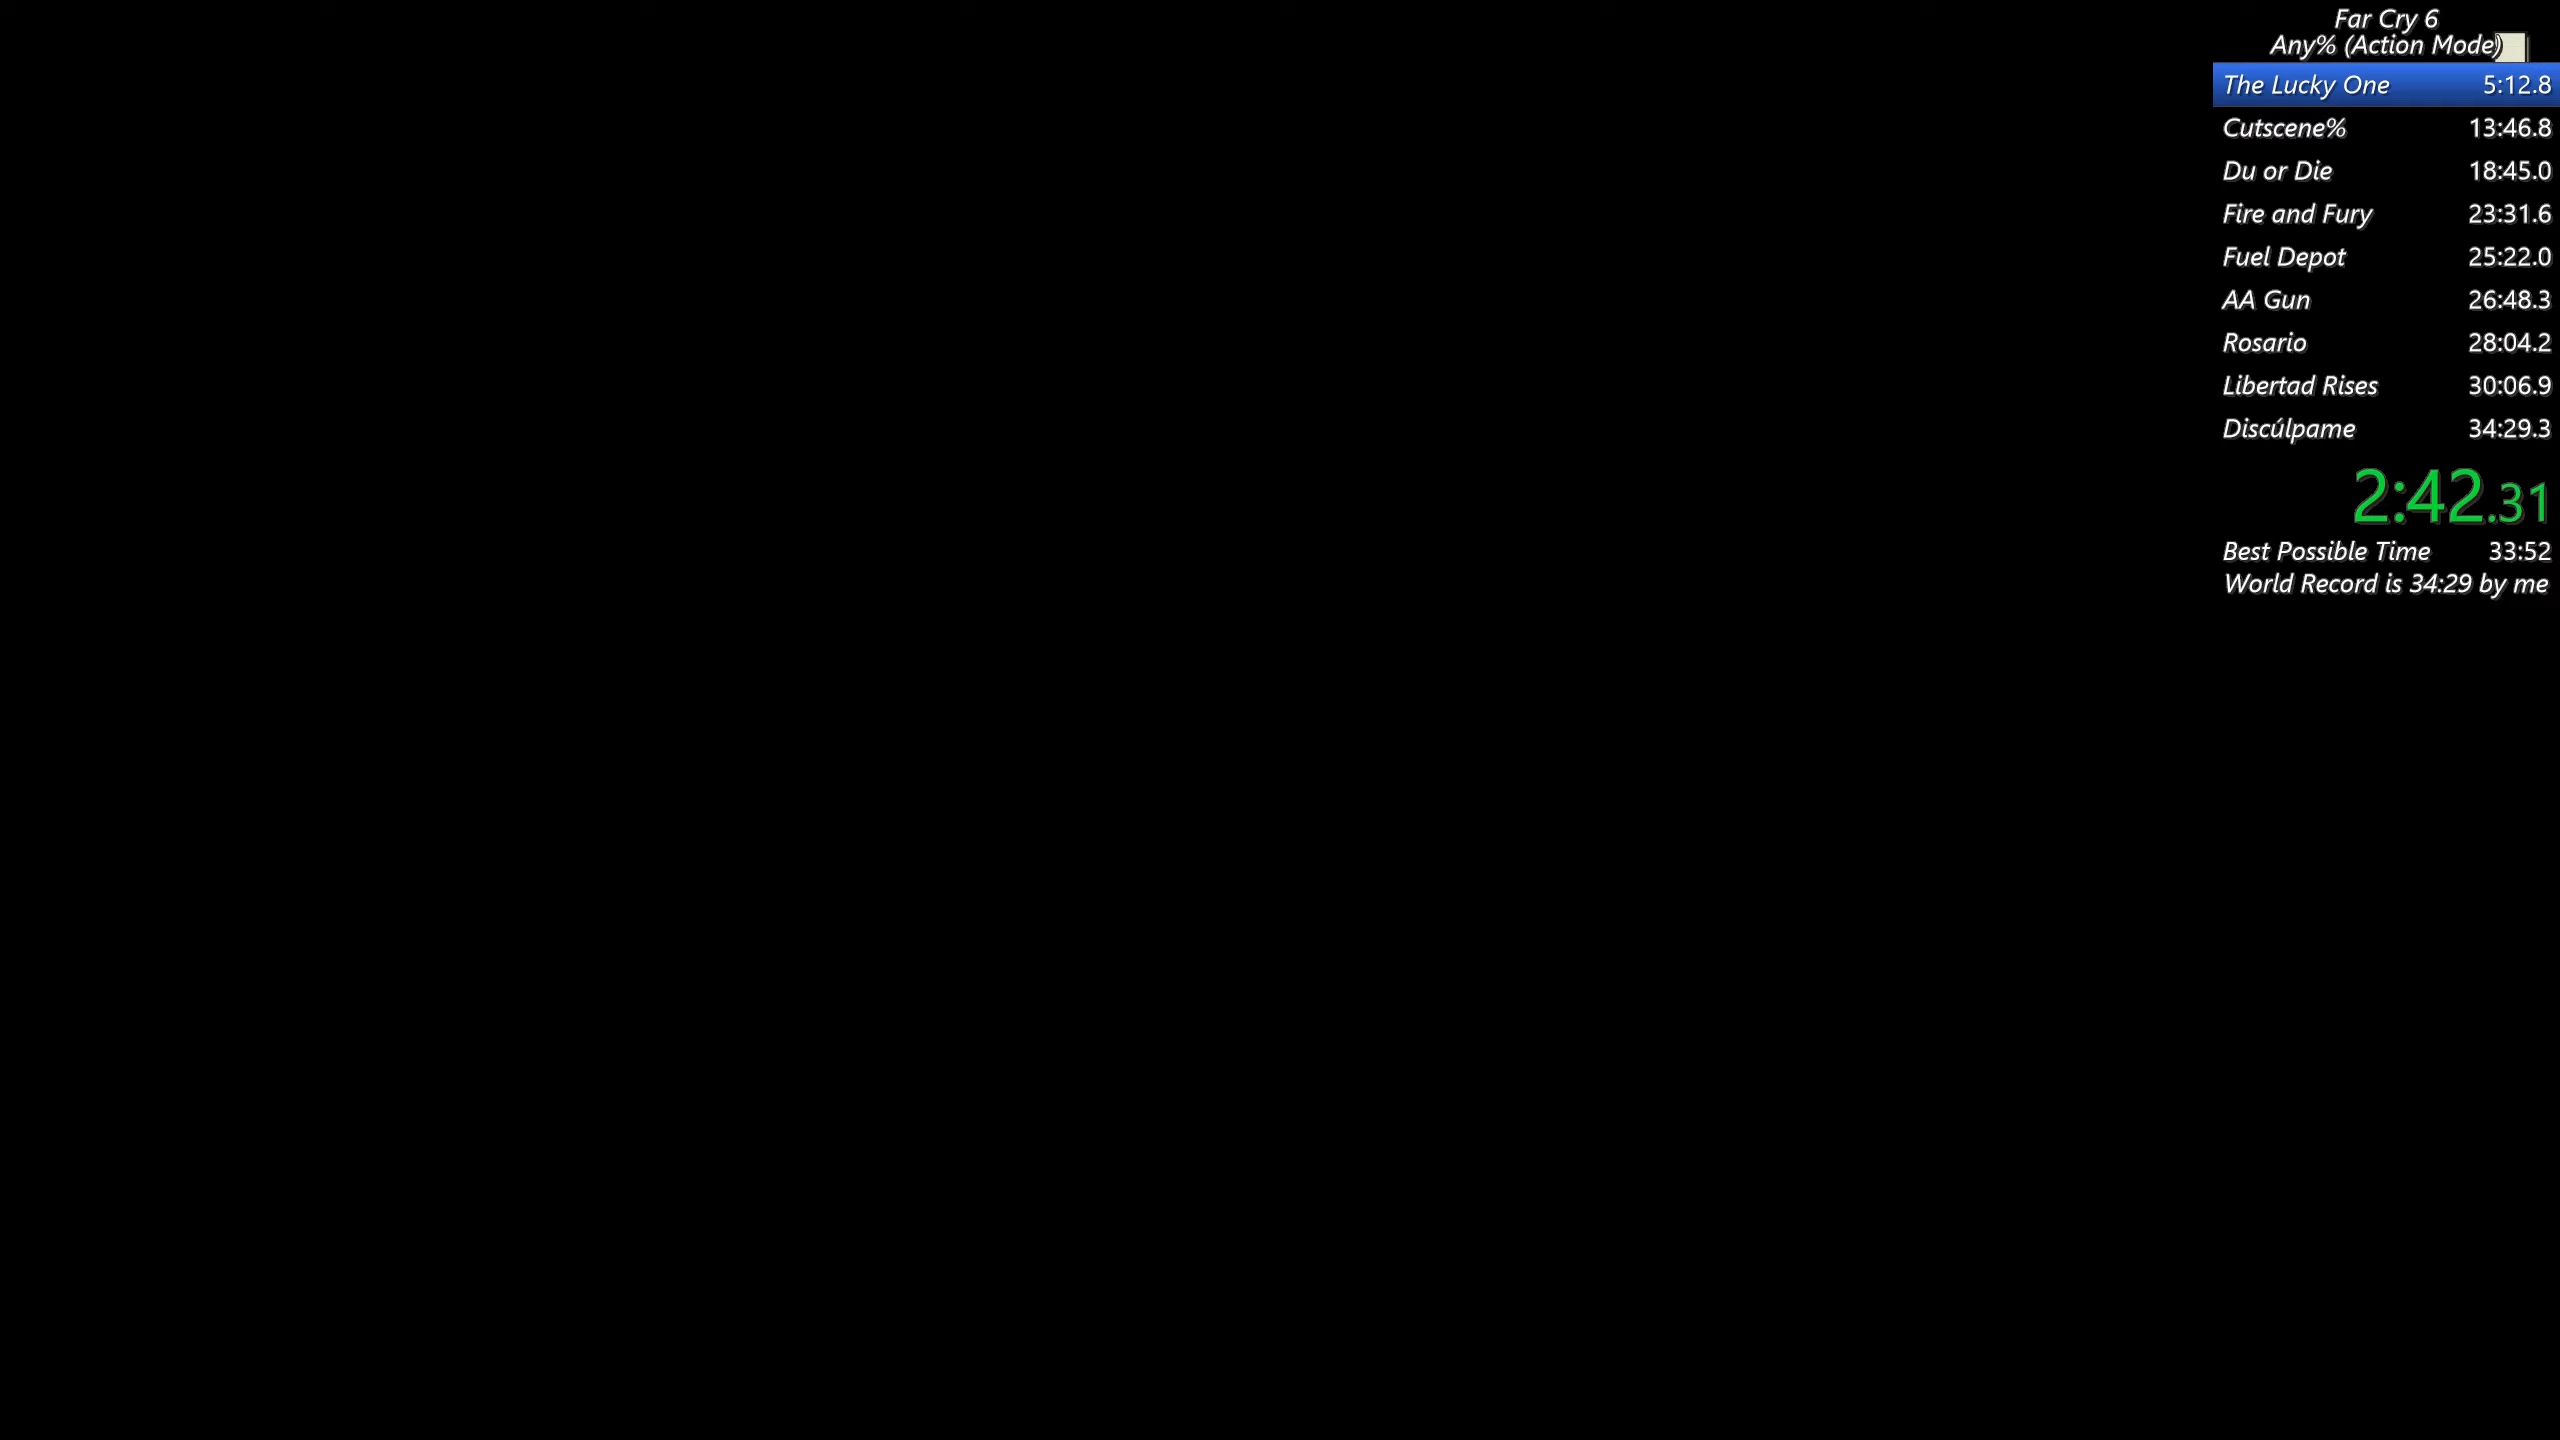 Far Cry 6
Any% (Action Mode)
The Lucky One 5:12.8
Cutscene% 13:46.8
Du or Die 18:45.0
Fire and Fury 23:31.6
Fuel Depot 25:22.0
AA Gun 26:48.3
Rosario 28:04.2
Libertad Rises 30:06.9
Discúlpame 34:29.3
2:42.31
Best Possible Time 33:52
World Record is 34:29 by me